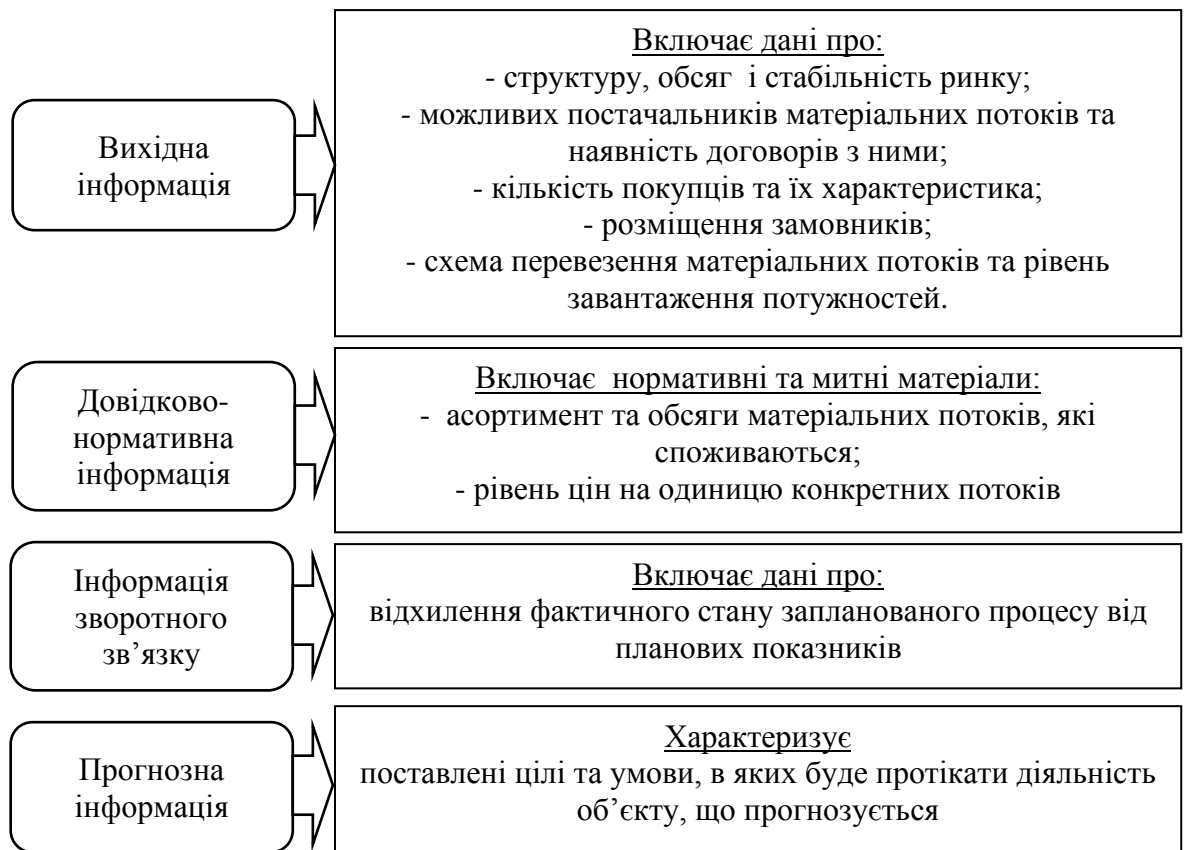 Вихідна
інформація
Включає дані про:
- структуру, обсяг і стабільність ринку;
- можливих постачальників матеріальних потоків та
наявність договорів з ними;
- кількість покупців та їх характеристика;
- розміщення замовників;
- схема перевезення матеріальних потоків та рівень
завантаження потужностей.
Довідково-
нормативна
інформація
Включає нормативні та митні матеріали:
- асортимент та обсяги матеріальних потоків, які
споживаються;
- рівень цін на одиницю конкретних потоків
Інформація
зворотного
зв’язку
Включає дані про:
відхилення фактичного стану запланованого процесу від
планових показників
Прогнозна
інформація
Характеризує
поставлені цілі та умови, в яких буде протікати діяльність
об’єкту, що прогнозується